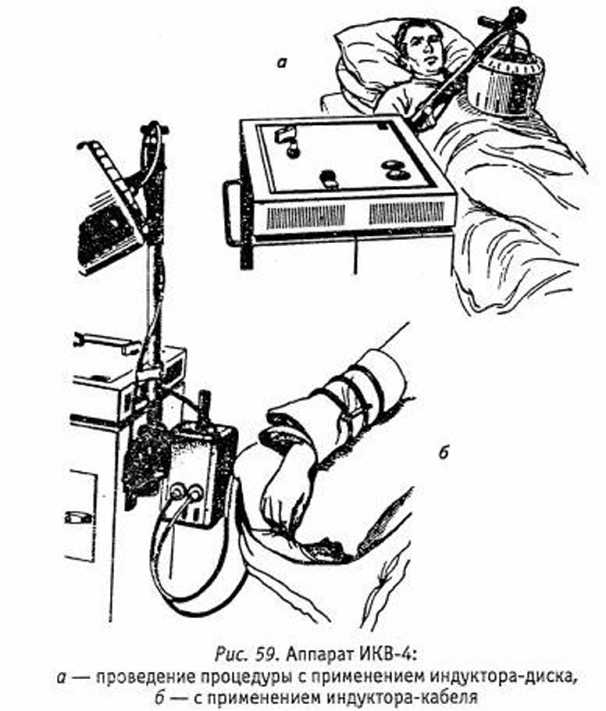 а
б
Рис. 59. Аппарат ИКВ-4:
а — проведение процедуры с применением индуктора-диска,
б — с применением индуктора-кабеля